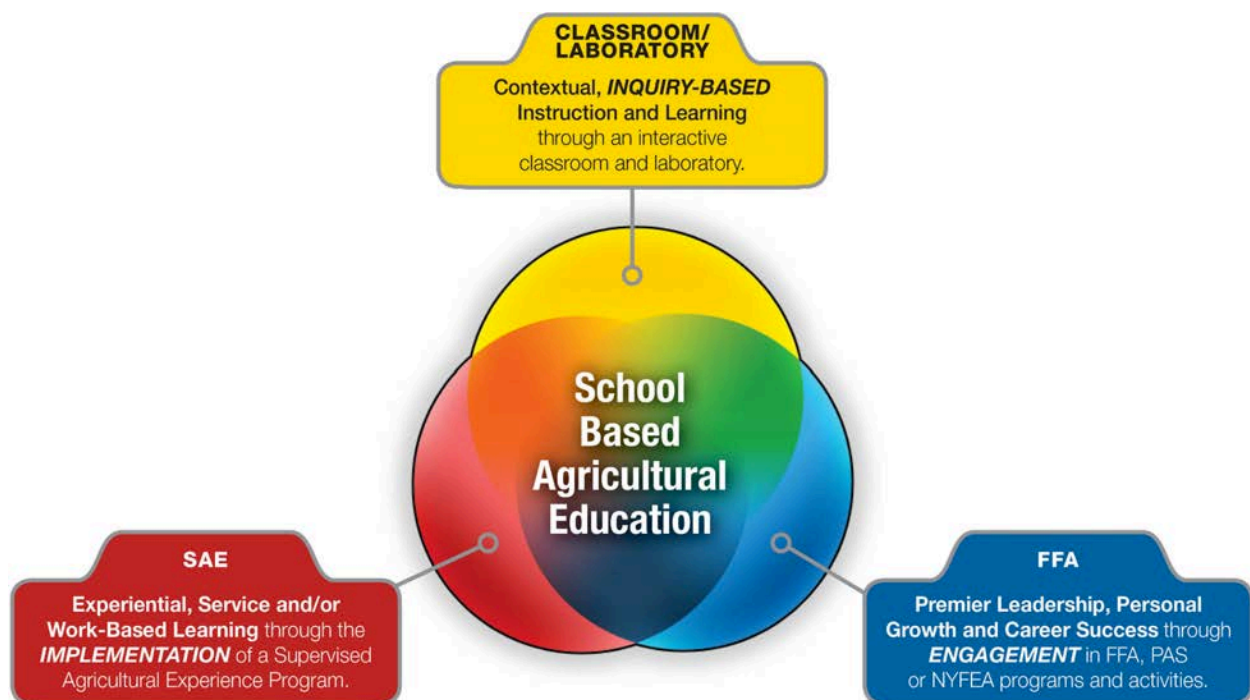 CLASSROOM/
LABORATORY
Contextual, INQUIRY-BASED
Instruction and Learning
through an interactive
classroom and laboratory.
School
Based
Agricultural
Education
SAE
Experiential, Service and/or
Work-Based Learning through the
IMPLEMENTATION of a Supervised
Agricultural Experience Program.
FFA
Premier Leadership, Personal
Growth and Career Success through
ENGAGEMENT in FFA, PAS
or NYFEA programs and activities.